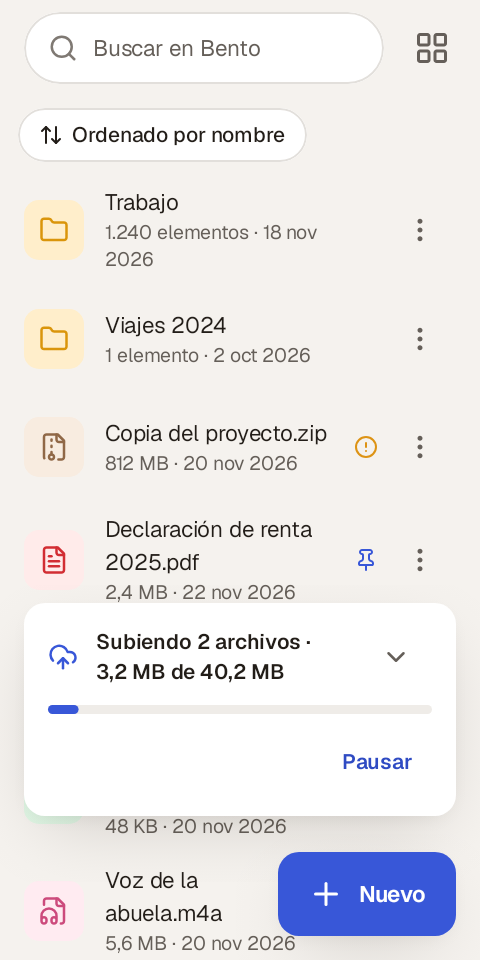 Buscar en Bento
Ordenado por nombre
Trabajo
1.240 elementos · 18 nov
2026
Viajes 2024
1 elemento · 2 oct 2026
Copia del proyecto.zip
812 MB · 20 nov 2026
Declaración de renta
2025.pdf
2,4 MB · 22 nov 2026
Subiendo 2 archivos ·
3,2 MB de 40,2 MB
Pausar
48 KB · 20 nov 2026
Voz de la
abuela.m4a
5,6 MB · 20 nov 2026
Nuevo